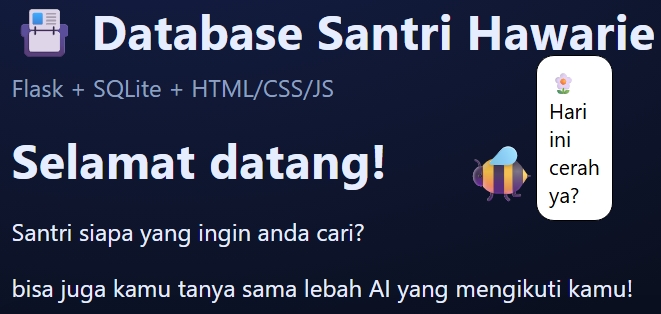 Database Santri Hawarie
Flask + SQLite + HTML/CSS/JS
Selamat datang!
Hari
ini
cerah
ya?
Santri siapa yang ingin anda cari?
bisa juga kamu tanya sama lebah AI yang mengikuti kamu!